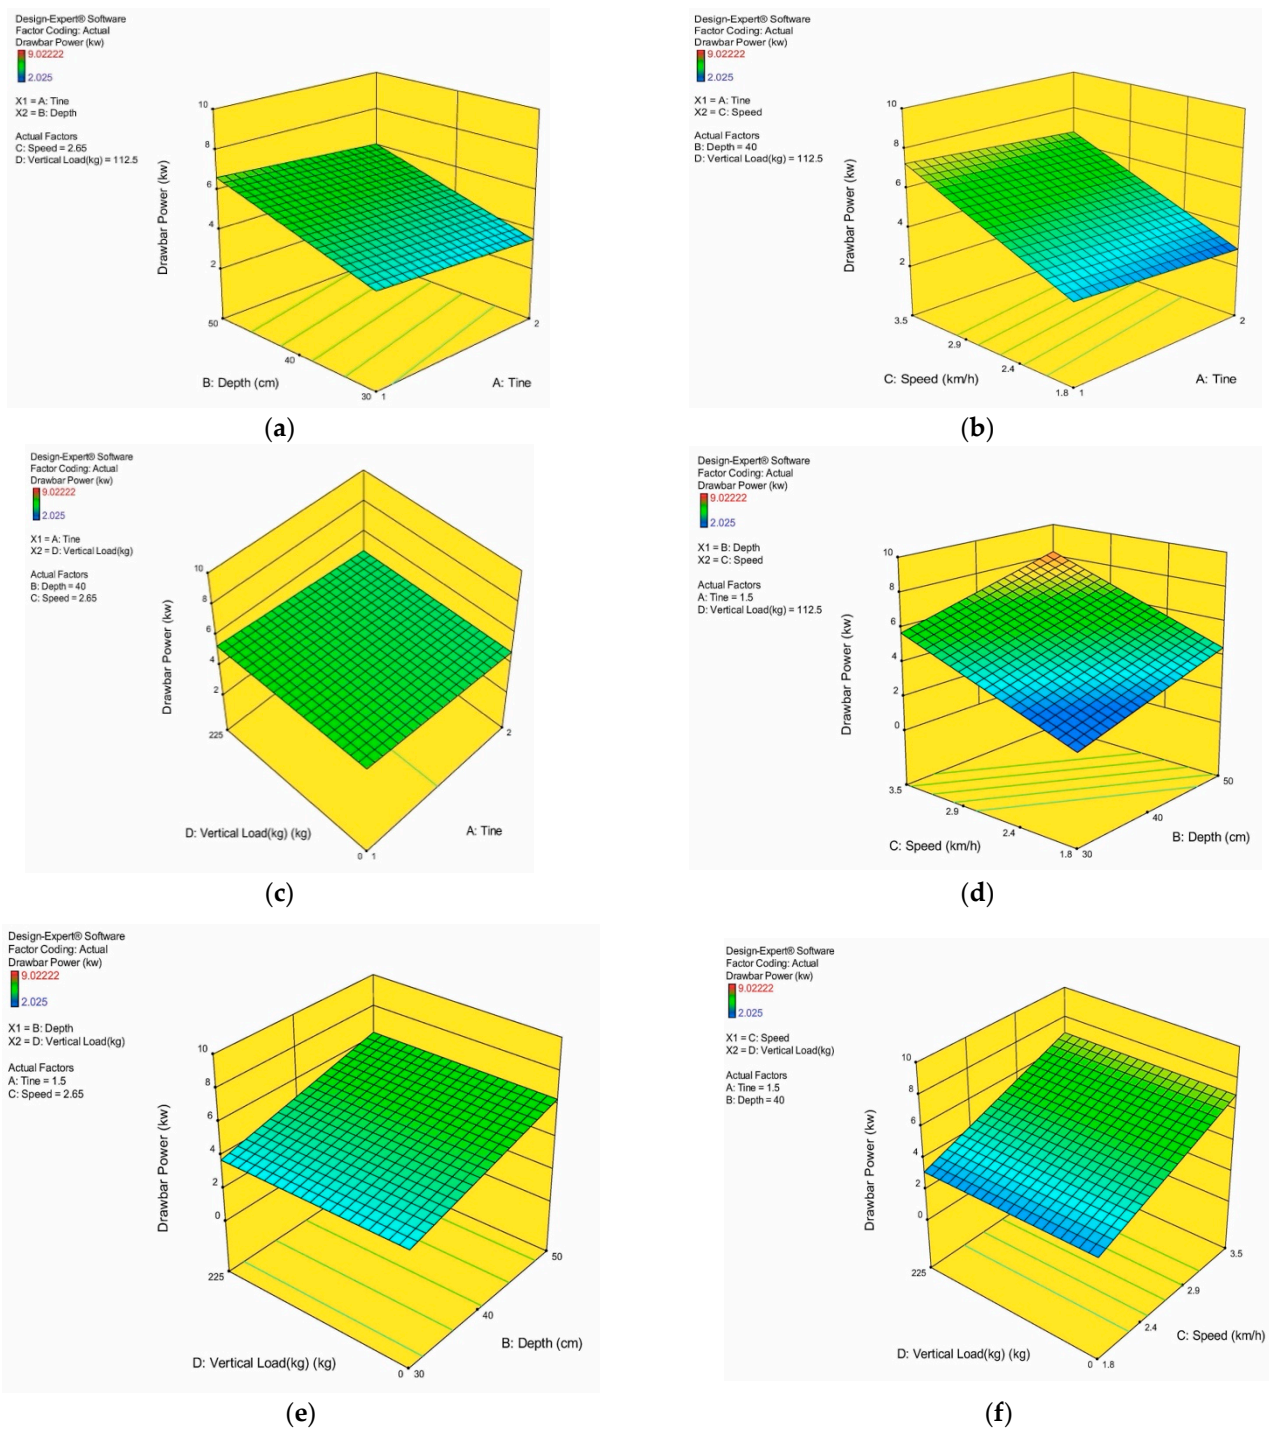 Design-Expert® Software
Factor Coding: Actual
Drawbar Power (kw)
9.02222
2.025
X1 = A: Tine
X2 = B: Depth
Actual Factors
C: Speed = 2.65
D: Vertical Load(kg) = 112.5
10
8
6
4
2
Drawbar Power (kw)
50
40
30
1
2
B: Depth (cm)
A: Tine
(a)
Design-Expert® Software
Factor Coding: Actual
Drawbar Power (kw)
9.02222
2.025
X1 = A: Tine
X2 = C: Speed
Actual Factors
B: Depth = 40
D: Vertical Load(kg) = 112.5
10
8
6
4
2
Drawbar Power (kw)
3.5
2.9
2.4
1.8
1
2
C: Speed (km/h)
A: Tine
(b)
Design-Expert® Software
Factor Coding: Actual
Drawbar Power (kw)
9.02222
2.025
X1 = A: Tine
X2 = D: Vertical Load(kg)
Actual Factors
B: Depth = 40
C: Speed = 2.65
10
8
6
4
2
Drawbar Power (kw)
225
0
1
2
D: Vertical Load(kg) (kg)
A: Tine
(c)
Design-Expert® Software
Factor Coding: Actual
Drawbar Power (kw)
9.02222
2.025
X1 = B: Depth
X2 = C: Speed
Actual Factors
A: Tine = 1.5
D: Vertical Load(kg) = 112.5
10
8
6
4
2
0
Drawbar Power (kw)
3.5
2.9
2.4
1.8
30
40
50
C: Speed (km/h)
B: Depth (cm)
(d)
Design-Expert® Software
Factor Coding: Actual
Drawbar Power (kw)
9.02222
2.025
X1 = B: Depth
X2 = D: Vertical Load(kg)
Actual Factors
A: Tine = 1.5
C: Speed = 2.65
10
8
6
4
2
0
Drawbar Power (kw)
225
0
30
40
50
D: Vertical Load(kg) (kg)
B: Depth (cm)
(e)
Design-Expert® Software
Factor Coding: Actual
Drawbar Power (kw)
9.02222
2.025
X1 = C: Speed
X2 = D: Vertical Load(kg)
Actual Factors
A: Tine = 1.5
B: Depth = 40
10
8
6
4
2
0
Drawbar Power (kw)
225
0
1.8
2.4
2.9
3.5
D: Vertical Load(kg) (kg)
C: Speed (km/h)
(f)